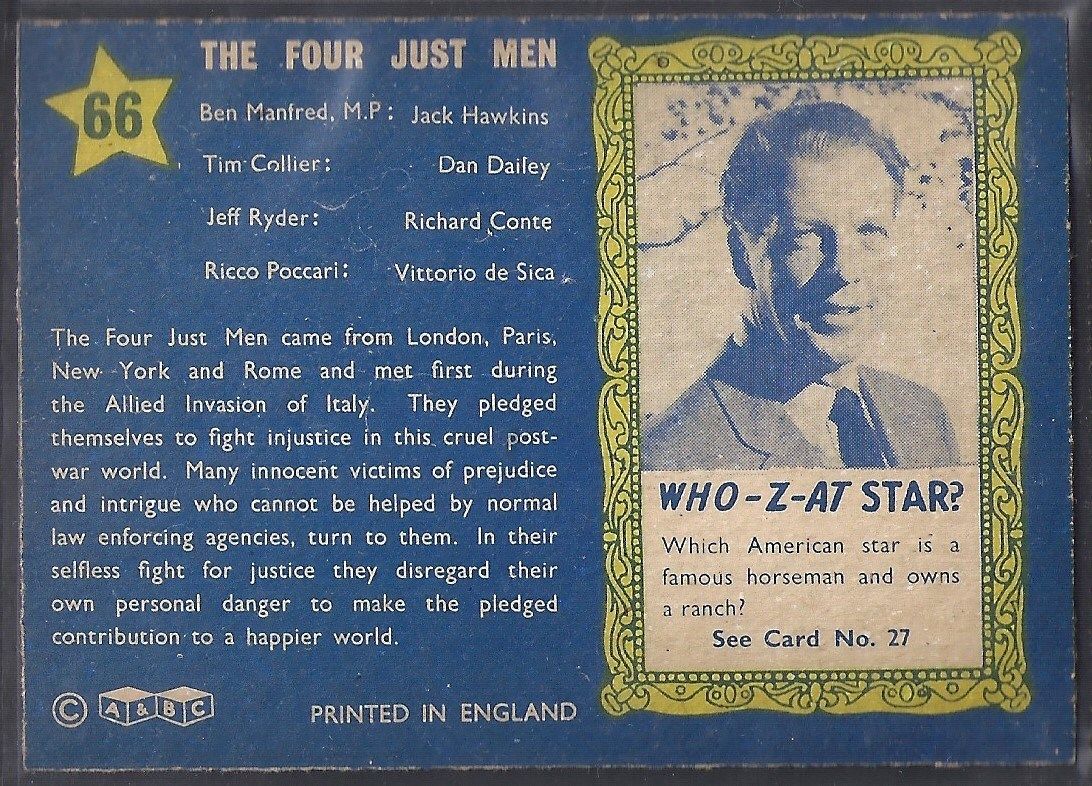 66
THE FOUR JUST MEN
Ben Manfred, M.P: Jack Hawkins
Tim Collier: Dan Dailey
Jeff Ryder: Richard Conte
Ricco Poccari: Vittorio de Sica
The Four Just Men came from London, Paris,
New York and Rome and met first during
the Allied Invasion of Italy. They pledged
themselves to fight injustice in this cruel post-
war world. Many innocent victims of prejudice
and intrigue who cannot be helped by normal
law enforcing agencies, turn to them. In their
selfless fight for justice they disregard their
own personal danger to make the pledged
contribution to a happier world.
© A & B C
PRINTED IN ENGLAND
WHO-Z-AT STAR?
Which American star is a
famous horseman and owns
a ranch?
See Card No. 27